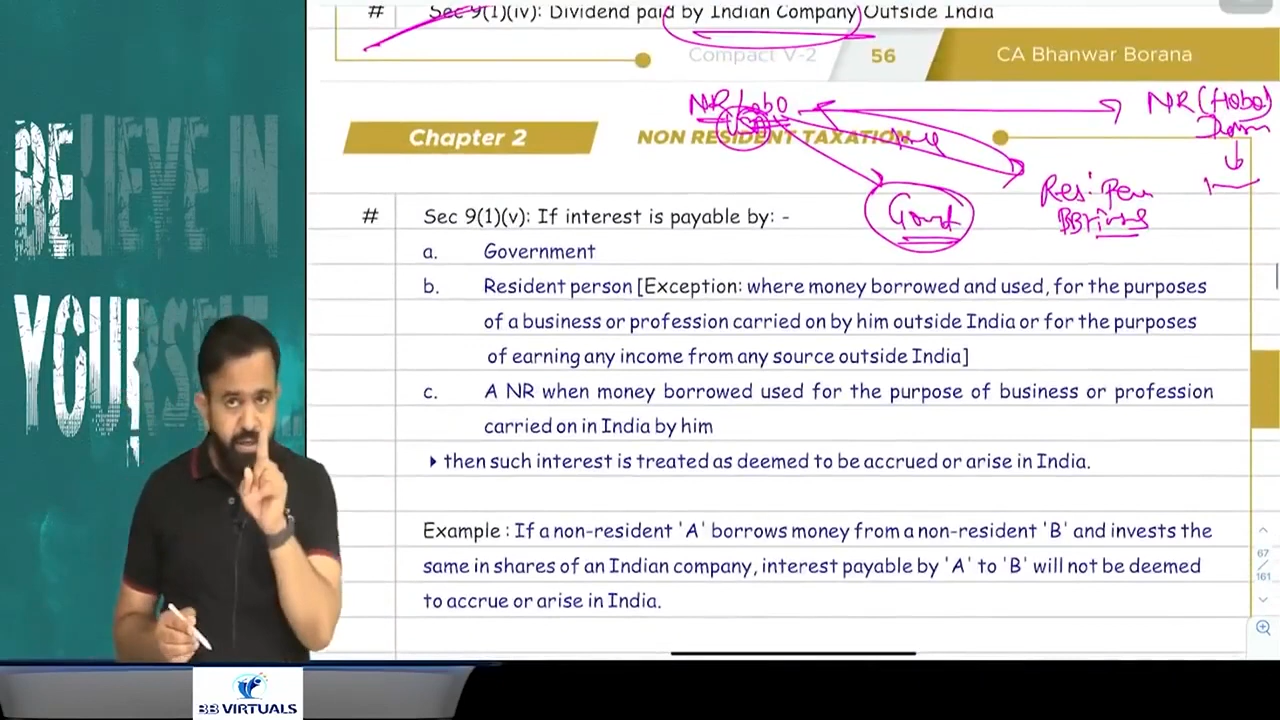 # Sec 9(1)(iv): Dividend paid by Indian Company Outside India
Compact V-2 56 CA Bhanwar Borana
NR Lobo NR (Hobo)
USA
Chapter 2 NON RESIDENT TAXATION
Res:
Govt
# Sec 9(1)(v): If interest is payable by: -
a. Government
b. Resident person [Exception: where money borrowed and used, for the purposes
of a business or profession carried on by him outside India or for the purposes
of earning any income from any source outside India]
c. A NR when money borrowed used for the purpose of business or profession
carried on in India by him
then such interest is treated as deemed to be accrued or arise in India.
Example : If a non-resident 'A' borrows money from a non-resident 'B' and invests the
same in shares of an Indian company, interest payable by 'A' to 'B' will not be deemed
to accrue or arise in India.
67
/
161
BELIEVE IN
YOURSELF
BB VIRTUALS